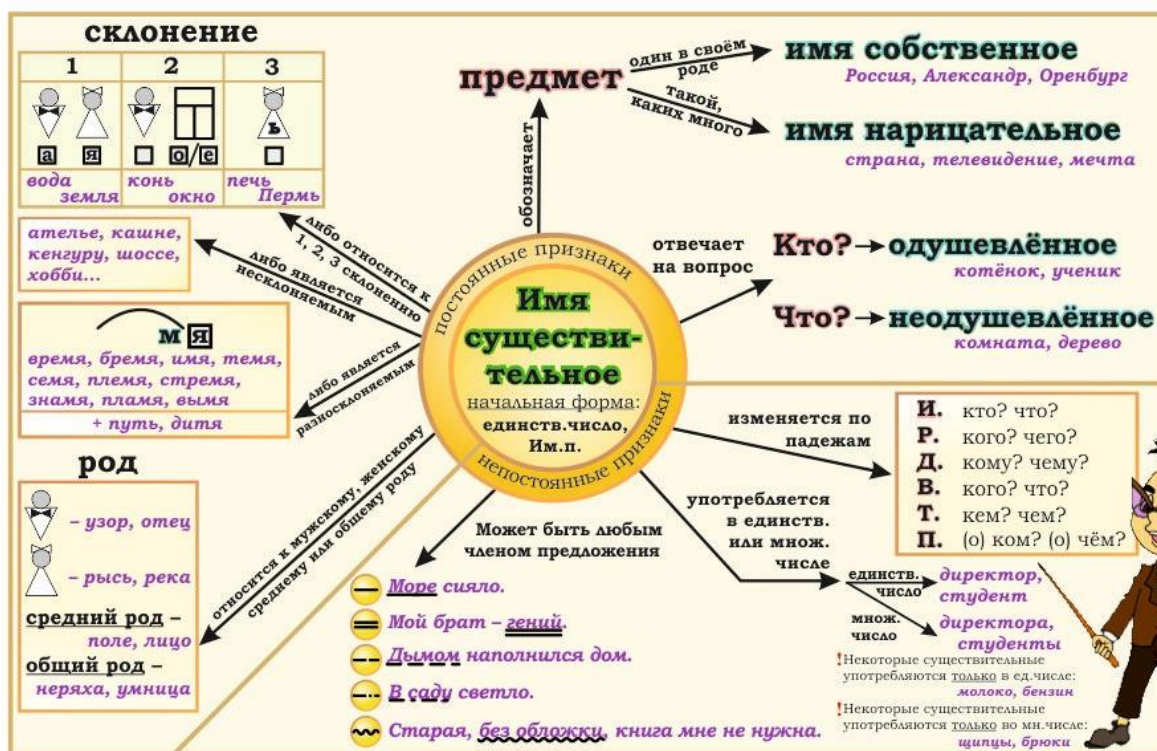 склонение
1 2 3
ь
а я о/е
вода
земля
конь
окно
печь
Пермь
ателье, кашне,
кенгуру, шоссе,
хобби...
мя
время, бремя, имя, темя,
семя, племя, стремя,
знамя, пламя, вымя
+ путь, дитя
род
– узор, отец
– рысь, река
средний род –
поле, лицо
общий род –
неряха, умница
либо относится к
1, 2, 3 склонению
либо является
несклоняемым
либо является
разносклоняемым
относится к мужскому, женскому
среднему или общему роду
постоянные признаки
Имя
существи-
тельное
начальная форма:
единств.число,
Им.п.
непостоянные признаки
обозначает
предмет
один в своём
роде
такой,
каких много
имя собственное
Россия, Александр, Оренбург
имя нарицательное
страна, телевидение, мечта
отвечает
на вопрос
Кто?
одушевлённое
котёнок, ученик
Что?
неодушевлённое
комната, дерево
изменяется по
падежам
И. кто? что?
Р. кого? чего?
Д. кому? чему?
В. кого? что?
Т. кем? чем?
П. (о) ком? (о) чём?
употребляется
в единств.
или множ.
числе
единств.
число
директор,
студент
множ.
число
директора,
студенты
!Некоторые существительные
употребляются только в ед.числе:
молоко, бензин
!Некоторые существительные
употребляются только во мн.числе:
щипцы, брюки
Может быть любым
членом предложения
Море сияло.
Мой брат – гений.
Дымом наполнился дом.
В саду светло.
Старая, без обложки, книга мне не нужна.